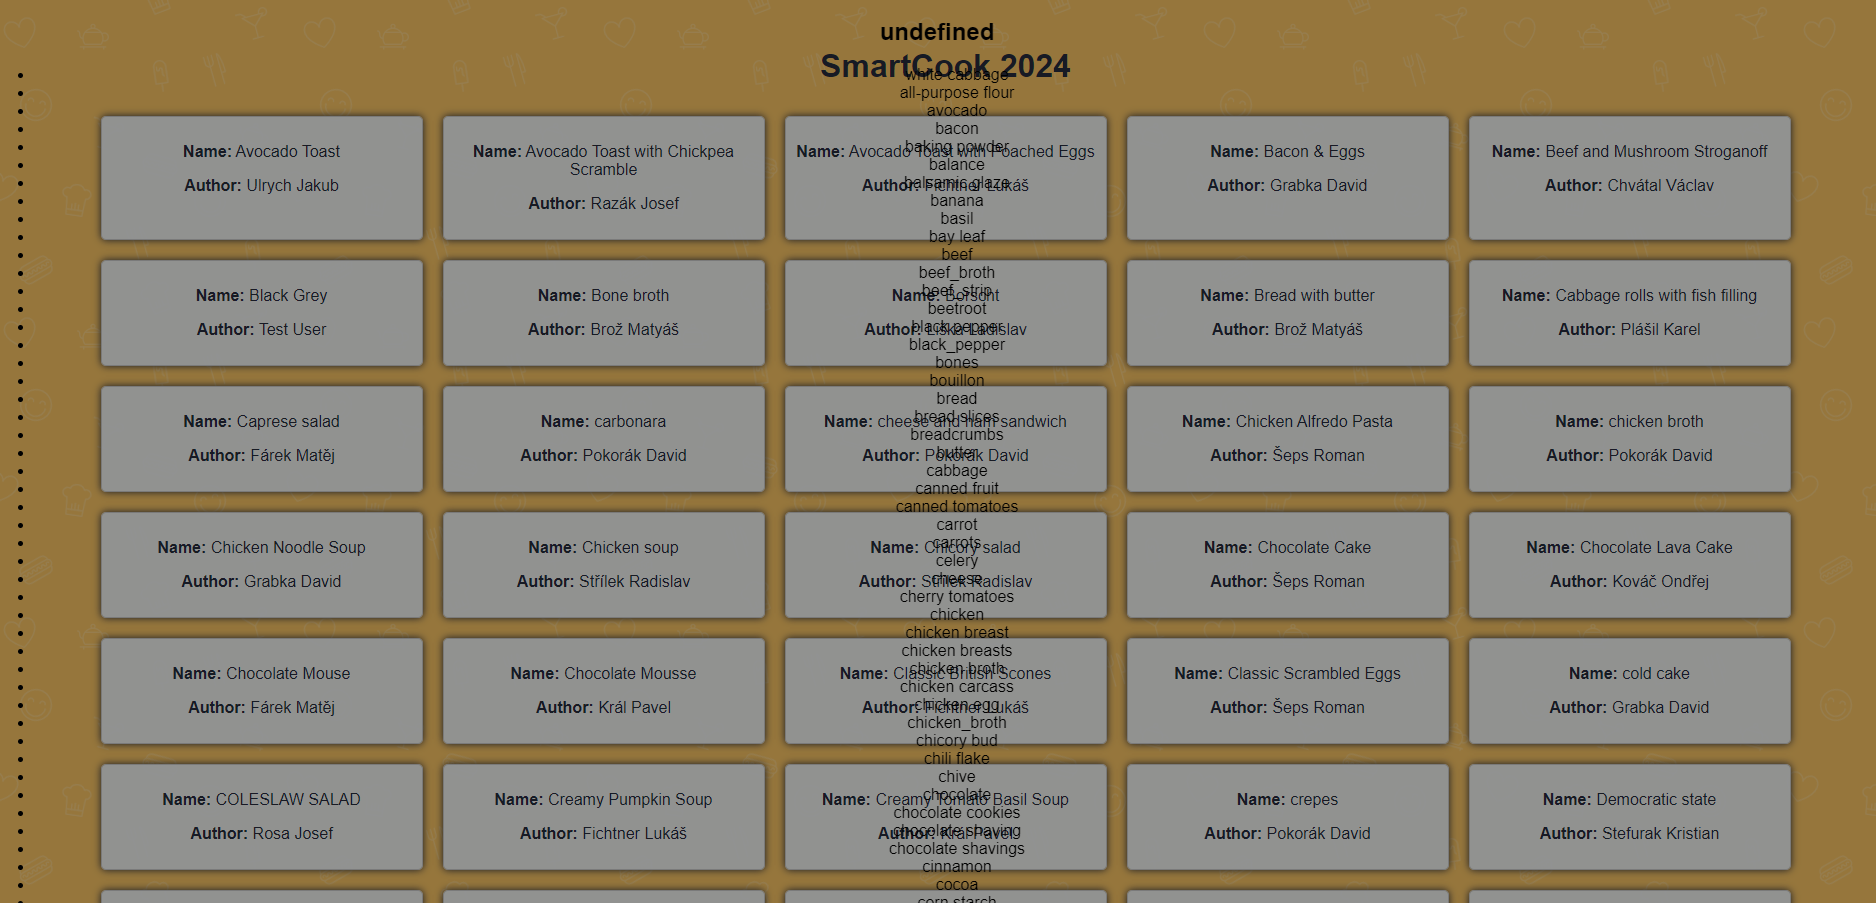 undefined
SmartCook 2024
white cabbage
all-purpose flour
avocado
bacon
baking powder
balance
balsamic glaze
banana
basil
bay leaf
beef
beef_broth
beef_strip
beetroot
black pepper
black_pepper
bones
bouillon
bread
bread slices
breadcrumbs
butter
cabbage
canned fruit
canned tomatoes
carrot
carrots
celery
cheese
cherry tomatoes
chicken
chicken breast
chicken breasts
chicken broth
chicken carcass
chicken egg
chicken_broth
chicory bud
chili flake
chive
chocolate
chocolate cookies
chocolate shaving
chocolate shavings
cinnamon
cocoa
corn starch
Name: Avocado Toast
Author: Ulrych Jakub
Name: Avocado Toast with Chickpea
Scramble
Author: Razák Josef
Name: Avocado Toast with Poached Eggs
Author: Fichtner Lukáš
Name: Bacon & Eggs
Author: Grabka David
Name: Beef and Mushroom Stroganoff
Author: Chvátal Václav
Name: Black Grey
Author: Test User
Name: Bone broth
Author: Brož Matyáš
Name: Borscht
Author: Liška Ladislav
Name: Bread with butter
Author: Brož Matyáš
Name: Cabbage rolls with fish filling
Author: Plášil Karel
Name: Caprese salad
Author: Fárek Matěj
Name: carbonara
Author: Pokorák David
Name: cheese and ham sandwich
Author: Pokorák David
Name: Chicken Alfredo Pasta
Author: Šeps Roman
Name: chicken broth
Author: Pokorák David
Name: Chicken Noodle Soup
Author: Grabka David
Name: Chicken soup
Author: Střílek Radislav
Name: Chicory salad
Author: Střílek Radislav
Name: Chocolate Cake
Author: Šeps Roman
Name: Chocolate Lava Cake
Author: Kováč Ondřej
Name: Chocolate Mouse
Author: Fárek Matěj
Name: Chocolate Mousse
Author: Král Pavel
Name: Classic British Scones
Author: Fichtner Lukáš
Name: Classic Scrambled Eggs
Author: Šeps Roman
Name: cold cake
Author: Grabka David
Name: COLESLAW SALAD
Author: Rosa Josef
Name: Creamy Pumpkin Soup
Author: Fichtner Lukáš
Name: Creamy Tomato Basil Soup
Author: Král Pavel
Name: crepes
Author: Pokorák David
Name: Democratic state
Author: Stefurak Kristian